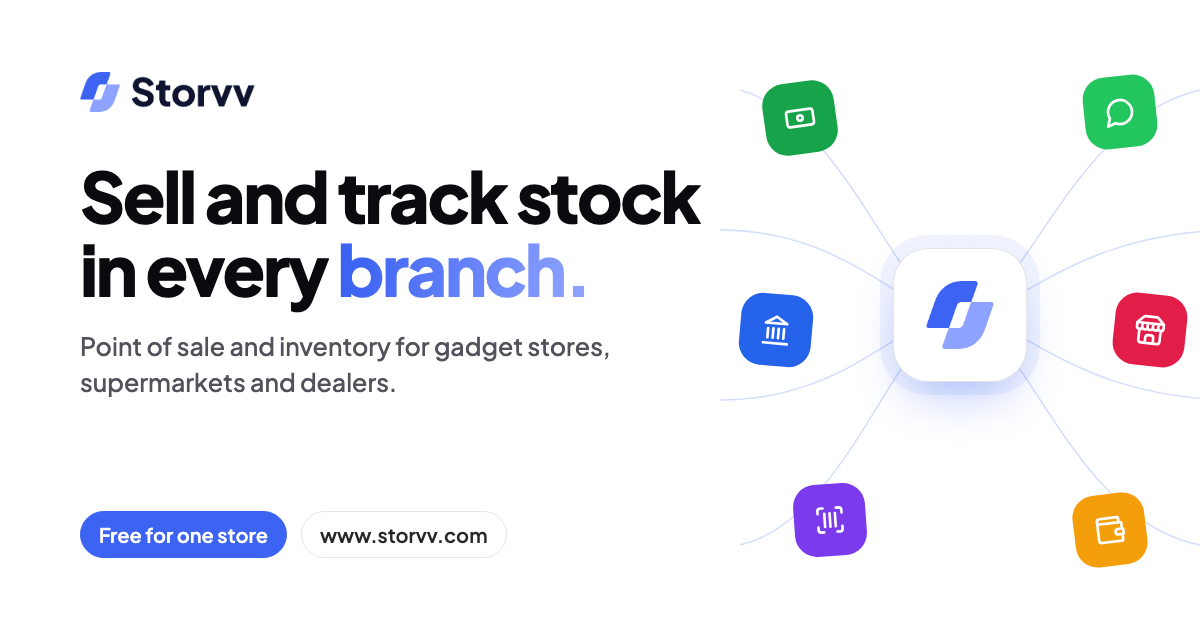 Storvv
Sell and track stock
in every branch.
Point of sale and inventory for gadget stores,
supermarkets and dealers.
Free for one store
www.storvv.com